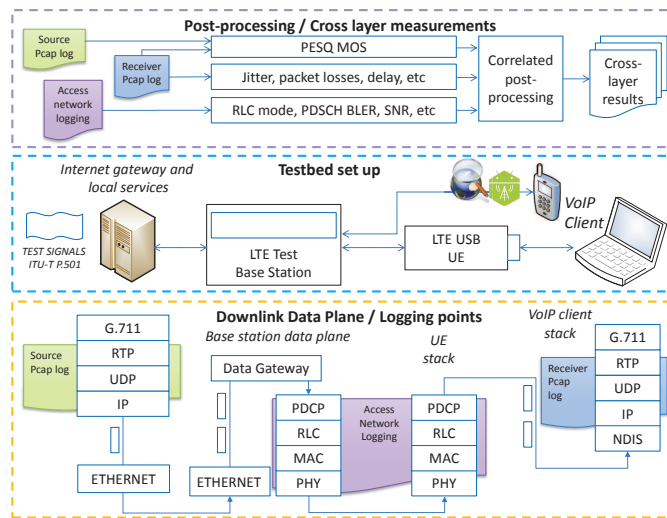 Post-processing / Cross layer measurements
Source
Pcap log
Receiver
Pcap log
Access
network
logging
PESQ MOS
Jitter, packet losses, delay, etc
RLC mode, PDSCH BLER, SNR, etc
Correlated
post-
processing
Cross-
layer
results
Testbed set up
Internet gateway and
local services
TEST SIGNALS
ITU-T P.501
LTE Test
Base Station
LTE USB
UE
VoIP
Client
Downlink Data Plane / Logging points
Base station data plane
UE
stack
VoIP client
stack
Source
Pcap log
G.711
RTP
UDP
IP
ETHERNET
Data Gateway
ETHERNET
PDCP
RLC
MAC
PHY
Access
Network
Logging
PDCP
RLC
MAC
PHY
Receiver
Pcap
log
G.711
RTP
UDP
IP
NDIS